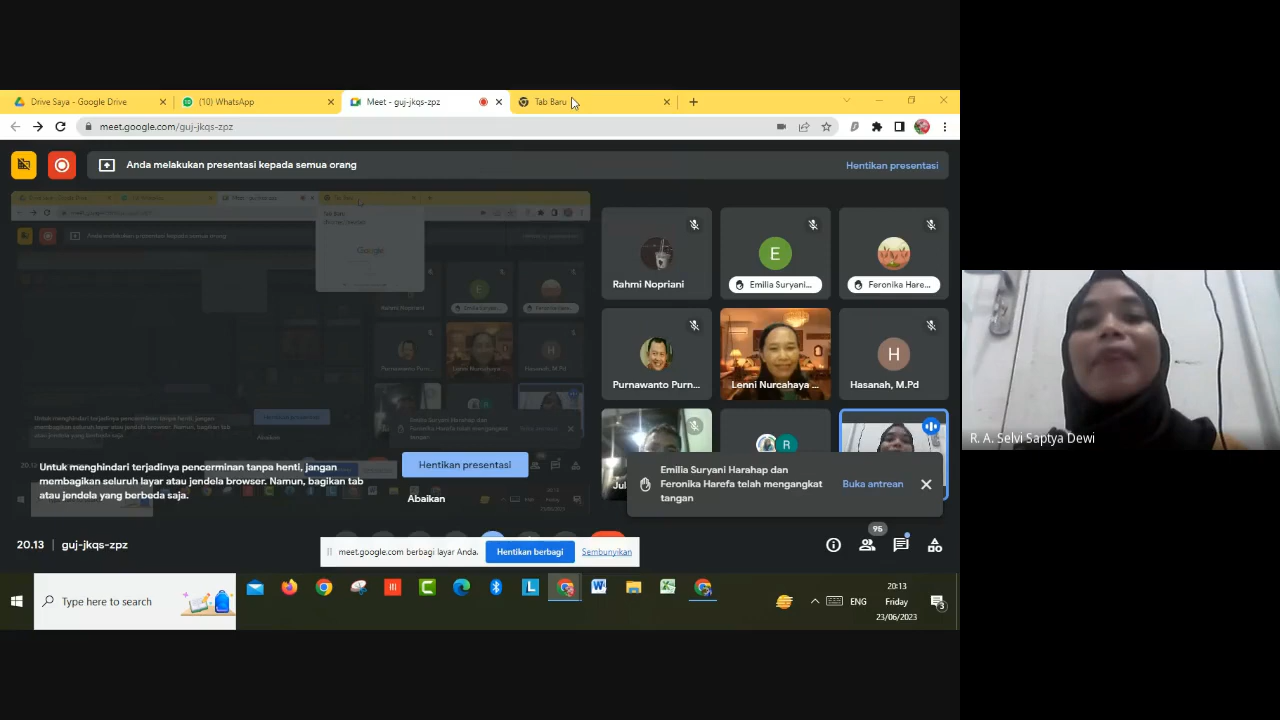 Drive Saya - Google Drive
(10) WhatsApp
Meet - guj-jkqs-zpz
Tab Baru
meet.google.com/guj-jkqs-zpz
Anda melakukan presentasi kepada semua orang
Hentikan presentasi
Rahmi Nopriani
E
Emilia Suryani...
Feronika Hare...
Purnawanto Purn...
Lenni Nurcahaya ...
H
Hasanah, M.Pd
R
Jul
R. A. Selvi Saptya Dewi
Untuk menghindari terjadinya pencerminan tanpa henti, jangan
membagikan seluruh layar atau jendela browser. Namun, bagikan tab
atau jendela yang berbeda saja.
Hentikan presentasi
Abaikan
Emilia Suryani Harahap dan
Feronika Harefa telah mengangkat
tangan
Buka antrean
20.13
guj-jkqs-zpz
meet.google.com berbagi layar Anda.
Hentikan berbagi
Sembunyikan
95
Type here to search
ENG
20:13
Friday
23/06/2023
3